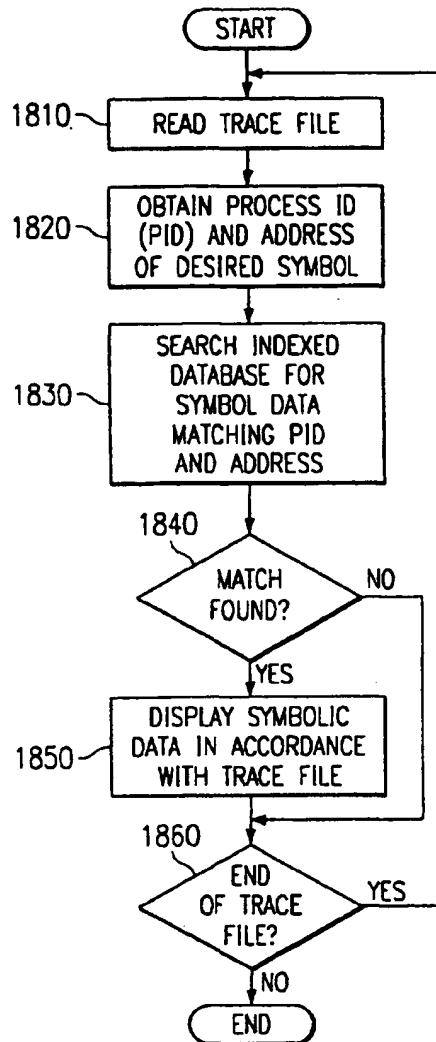 START
1810
READ TRACE FILE
1820
OBTAIN PROCESS ID
(PID) AND ADDRESS
OF DESIRED SYMBOL
1830
SEARCH INDEXED
DATABASE FOR
SYMBOL DATA
MATCHING PID
AND ADDRESS
1840
MATCH
FOUND?
NO
YES
1850
DISPLAY SYMBOLIC
DATA IN ACCORDANCE
WITH TRACE FILE
1860
END
OF TRACE
FILE?
YES
NO
END